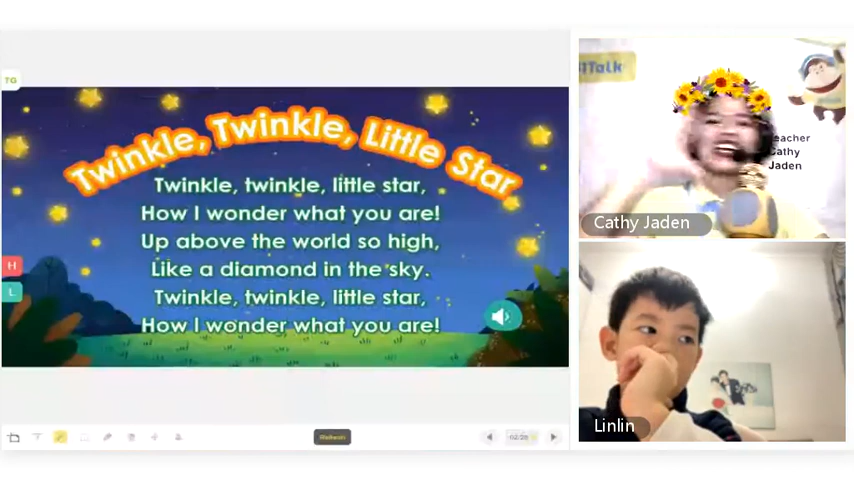 TG
Twinkle, Twinkle, Little Star
Twinkle, twinkle, little star,
How I wonder what you are!
Up above the world so high,
Like a diamond in the sky.
Twinkle, twinkle, little star,
How I wonder what you are!
H
L
51Talk
Teacher
Cathy
Jaden
Cathy Jaden
Linlin